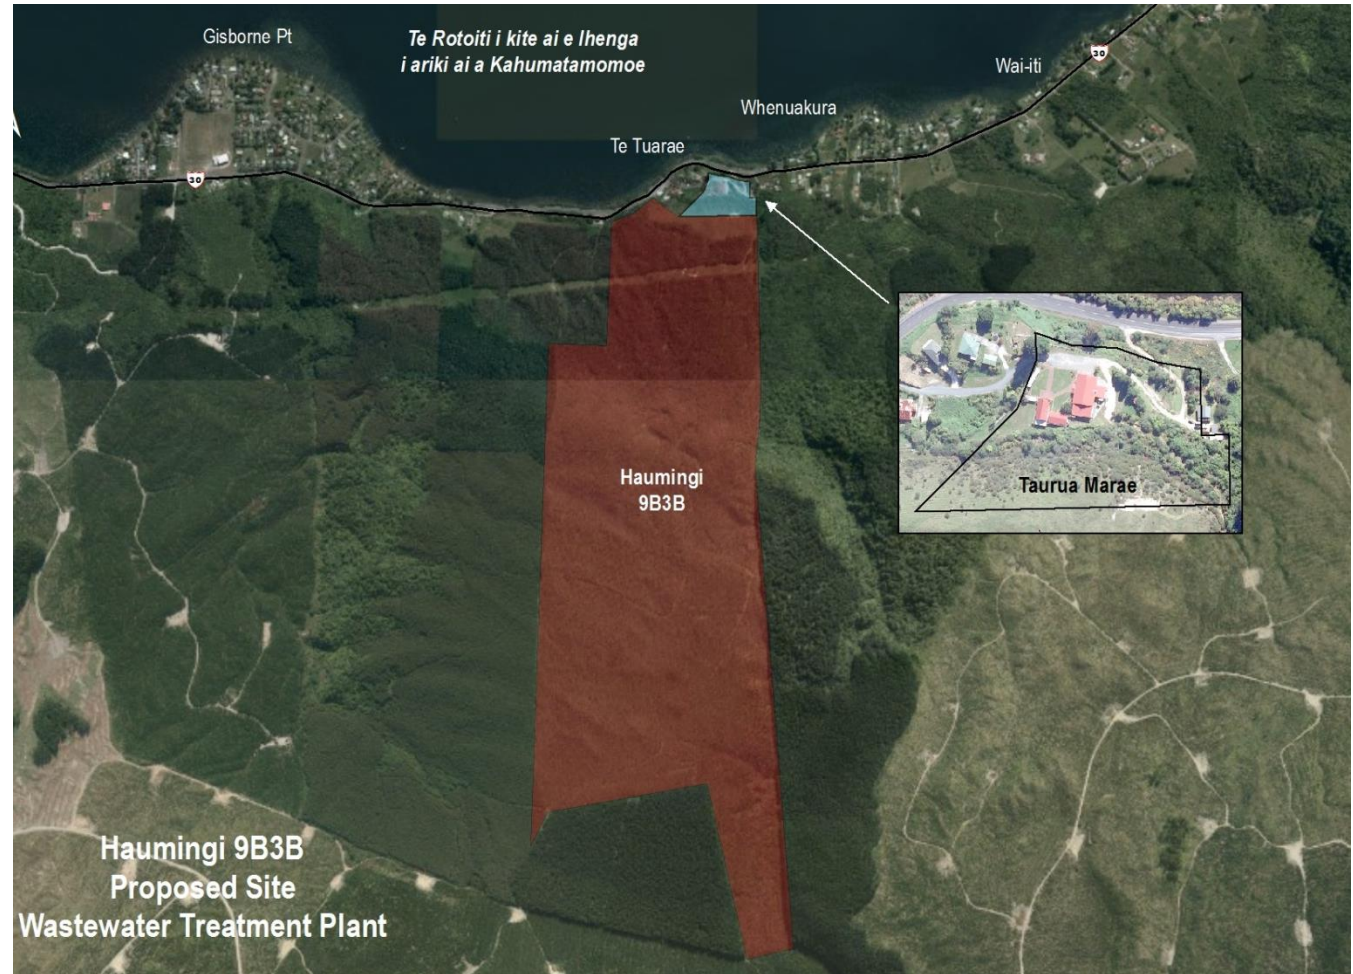 Gisborne Pt
Te Rotoiti i kite ai e Ihenga
i ariki ai a Kahumatamomoe
Wai-iti
30
Whenuakura
Te Tuarae
30
Haumingi
9B3B
Taurua Marae
Haumingi 9B3B
Proposed Site
Wastewater Treatment Plant